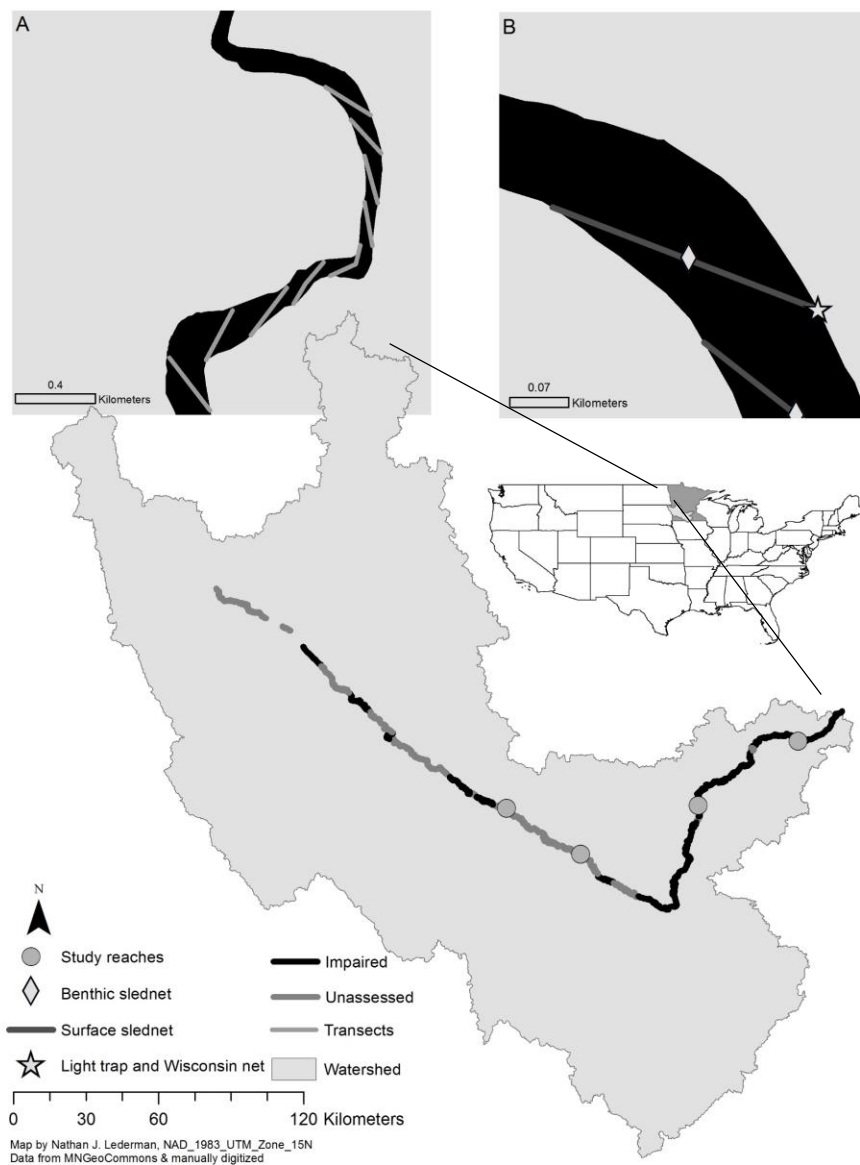 A
B
0.4
Kilometers
0.07
Kilometers
N
Study reaches
Benthic slednet
Surface slednet
Light trap and Wisconsin net
Impaired
Unassessed
Transects
Watershed
0 30 60 120 Kilometers
Map by Nathan J. Lederman, NAD_1983_UTM_Zone_15N
Data from MNGeoCommons & manually digitized